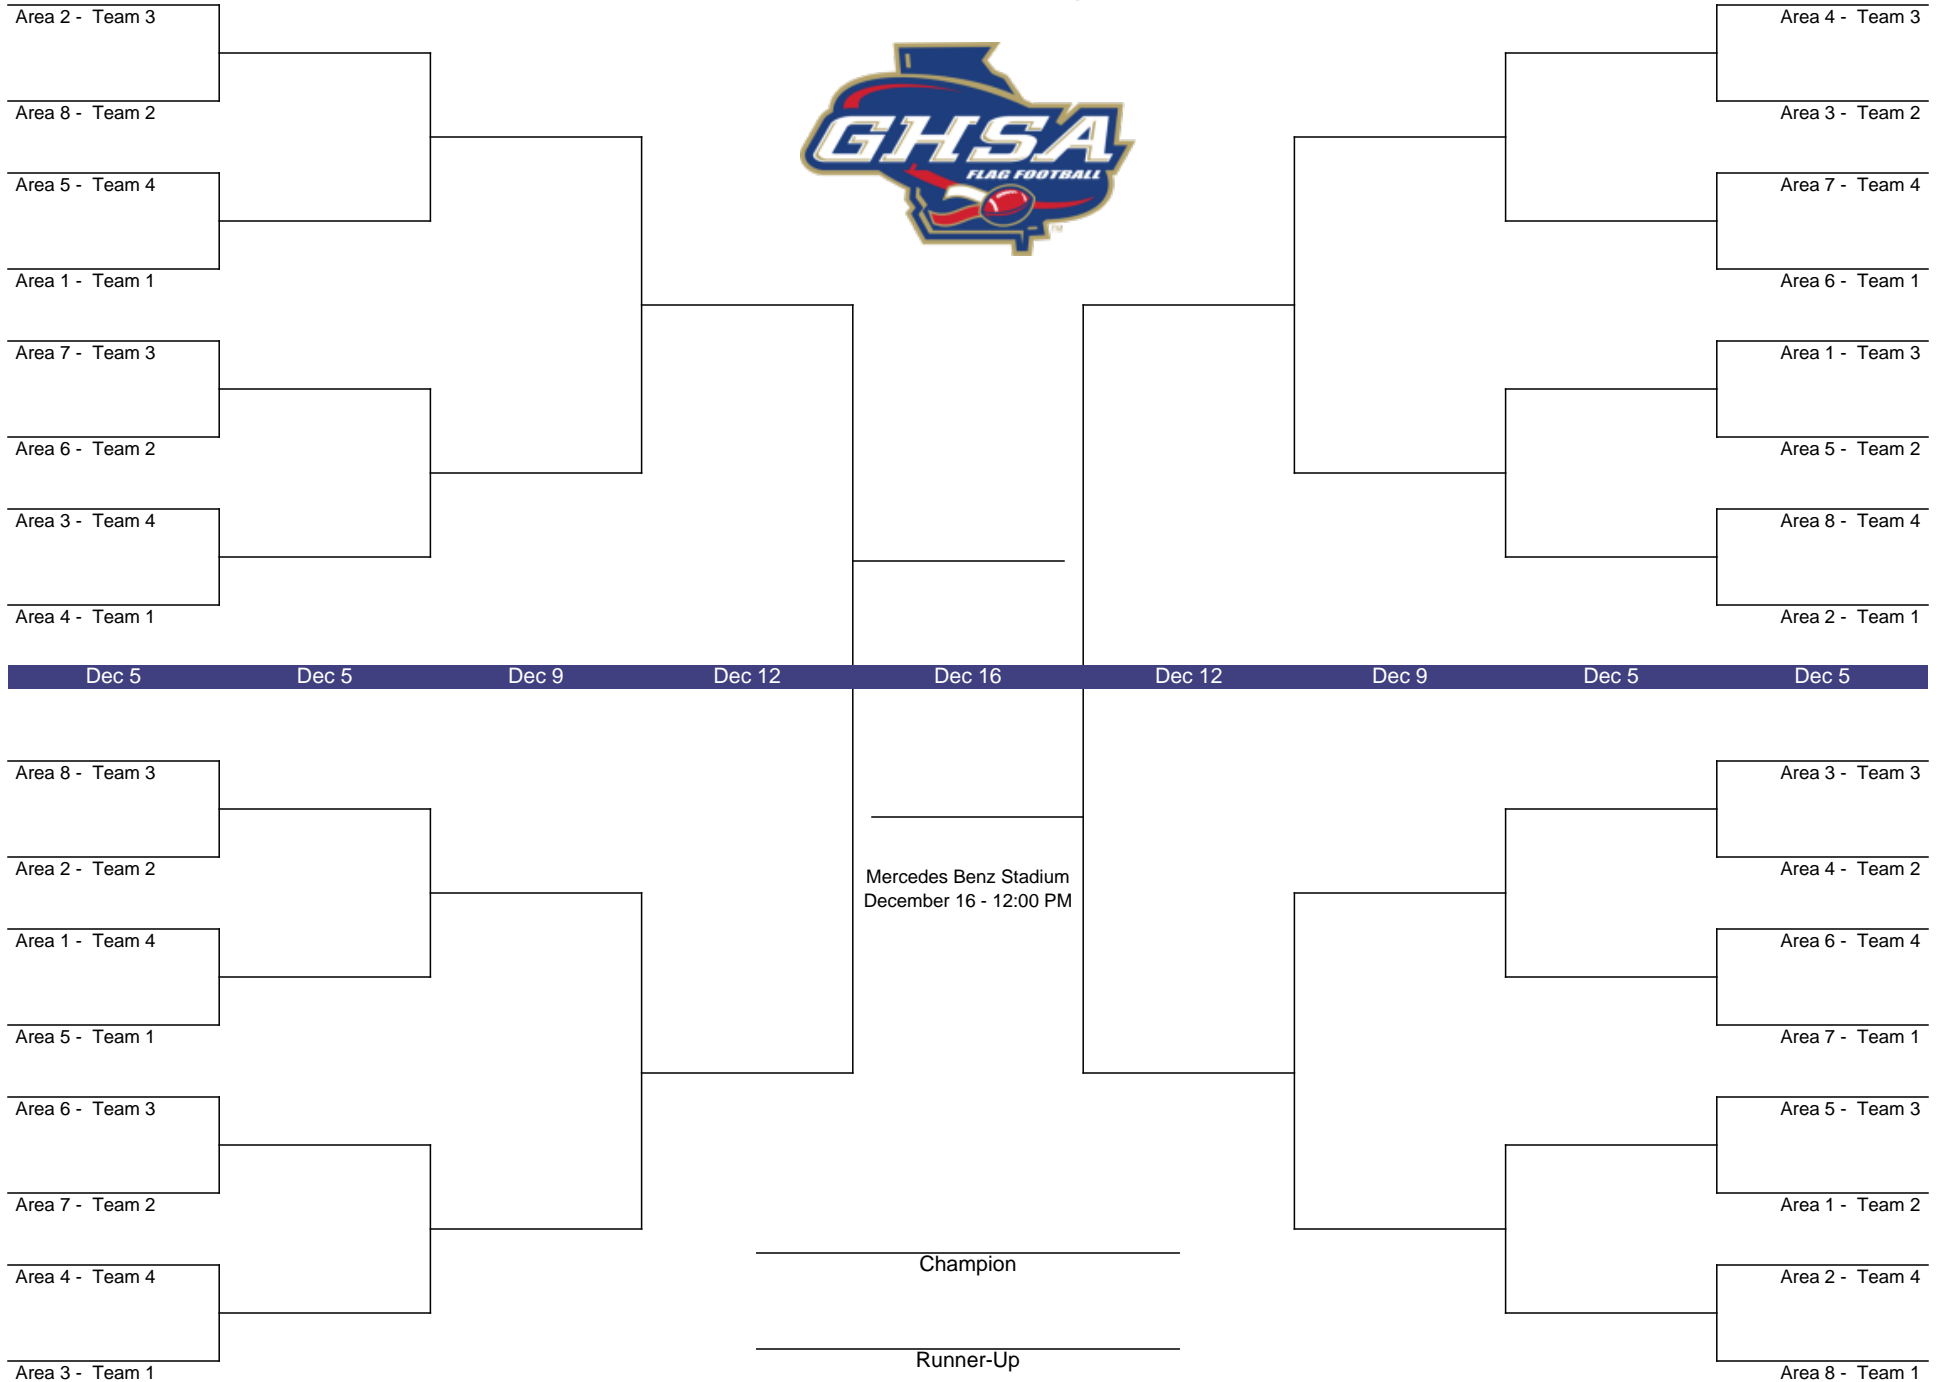 Area 2 - Team 3
Area 8 - Team 2
Area 5 - Team 4
Area 1 - Team 1
Area 7 - Team 3
Area 6 - Team 2
Area 3 - Team 4
Area 4 - Team 1
GHSA
FLAG FOOTBALL
TM
Area 4 - Team 3
Area 3 - Team 2
Area 7 - Team 4
Area 6 - Team 1
Area 1 - Team 3
Area 5 - Team 2
Area 8 - Team 4
Area 2 - Team 1
Dec 5 Dec 5 Dec 9 Dec 12 Dec 16 Dec 12 Dec 9 Dec 5 Dec 5
Area 8 - Team 3
Area 2 - Team 2
Area 1 - Team 4
Area 5 - Team 1
Area 6 - Team 3
Area 7 - Team 2
Area 4 - Team 4
Area 3 - Team 1
Mercedes Benz Stadium
December 16 - 12:00 PM
Champion
Runner-Up
Area 3 - Team 3
Area 4 - Team 2
Area 6 - Team 4
Area 7 - Team 1
Area 5 - Team 3
Area 1 - Team 2
Area 2 - Team 4
Area 8 - Team 1